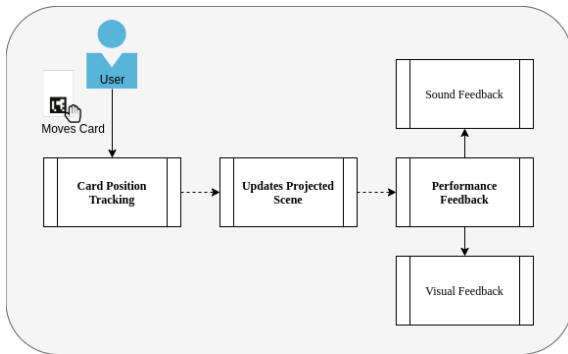 User
Moves Card
Sound Feedback
Card Position
Tracking
Updates Projected
Scene
Performance
Feedback
Visual Feedback